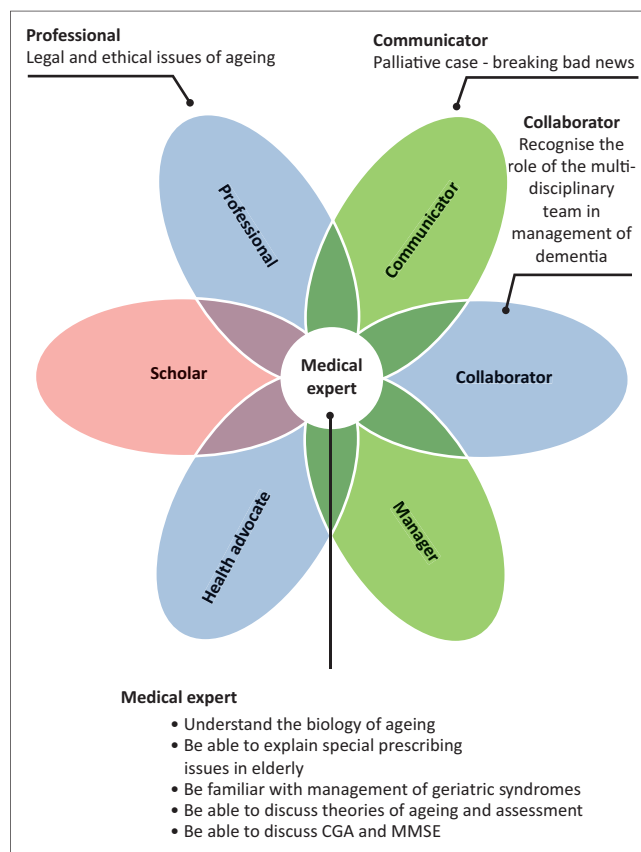 Professional
Legal and ethical issues of ageing
Communicator
Palliative case - breaking bad news
Collaborator
Recognise the
role of the multi-
disciplinary
team in
management of
dementia
Professional
Communicator
Scholar
Medical
expert
Collaborator
Health advocate
Manager
Medical expert
• Understand the biology of ageing
• Be able to explain special prescribing
issues in elderly
• Be familiar with management of geriatric syndromes
• Be able to discuss theories of ageing and assessment
• Be able to discuss CGA and MMSE